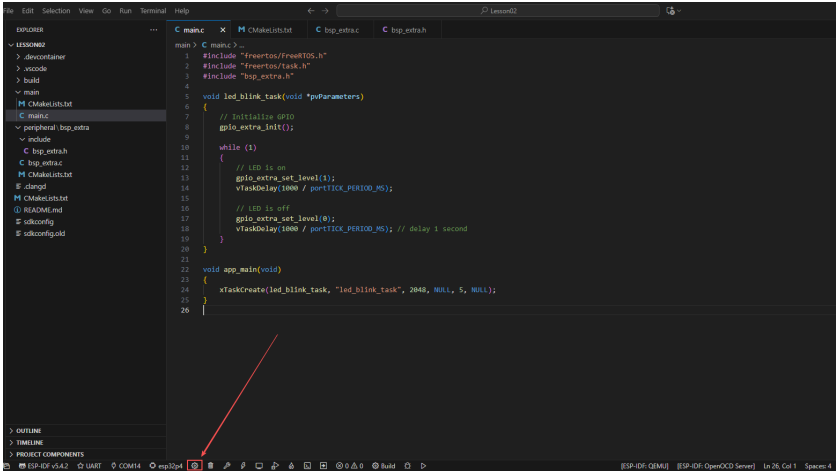 File Edit Selection View Go Run Terminal Help
Lesson02
EXPLORER
LESSON02
.devcontainer
.vscode
build
main
CMakeLists.txt
main.c
peripheral \ bsp_extra
include
bsp_extra.h
bsp_extra.c
CMakeLists.txt
.clangd
CMakeLists.txt
README.md
sdkconfig
sdkconfig.old
OUTLINE
TIMELINE
PROJECT COMPONENTS
main.c CMakeLists.txt bsp_extra.c bsp_extra.h
main > C main.c > ...
1 #include "freertos/FreeRTOS.h"
2 #include "freertos/task.h"
3 #include "bsp_extra.h"
4
5 void led_blink_task(void *pvParameters)
6 {
7 // Initialize GPIO
8 gpio_extra_init();
9
10 while (1)
11 {
12 // LED is on
13 gpio_extra_set_level(1);
14 vTaskDelay(1000 / portTICK_PERIOD_MS);
15
16 // LED is off
17 gpio_extra_set_level(0);
18 vTaskDelay(1000 / portTICK_PERIOD_MS); // delay 1 second
19 }
20 }
21
22 void app_main(void)
23 {
24 xTaskCreate(led_blink_task, "led_blink_task", 2048, NULL, 5, NULL);
25 }
26
ESP-IDF v5.4.2 UART COM14 esp32p4 0 0 0 Build [ESP-IDF: QEMU] [ESP-IDF: OpenOCD Server] Ln 26, Col 1 Spaces: 4